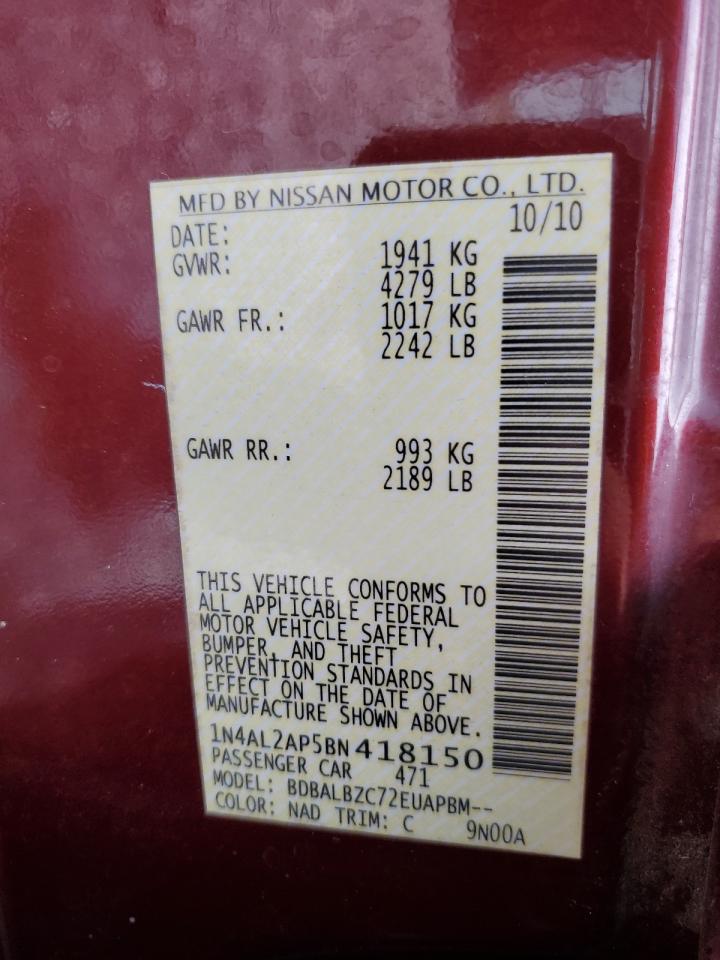 MFD BY NISSAN MOTOR CO., LTD.
DATE: 10/10
GVWR: 1941 KG
4279 LB
GAWR FR.: 1017 KG
2242 LB
GAWR RR.: 993 KG
2189 LB
THIS VEHICLE CONFORMS TO
ALL APPLICABLE FEDERAL
MOTOR VEHICLE SAFETY,
BUMPER, AND THEFT
PREVENTION STANDARDS IN
EFFECT ON THE DATE OF
MANUFACTURE SHOWN ABOVE.
1N4AL2AP5BN418150
PASSENGER CAR 471
MODEL: BDBALBZC72EUAPBM--
COLOR: NAD TRIM: C 9N00A